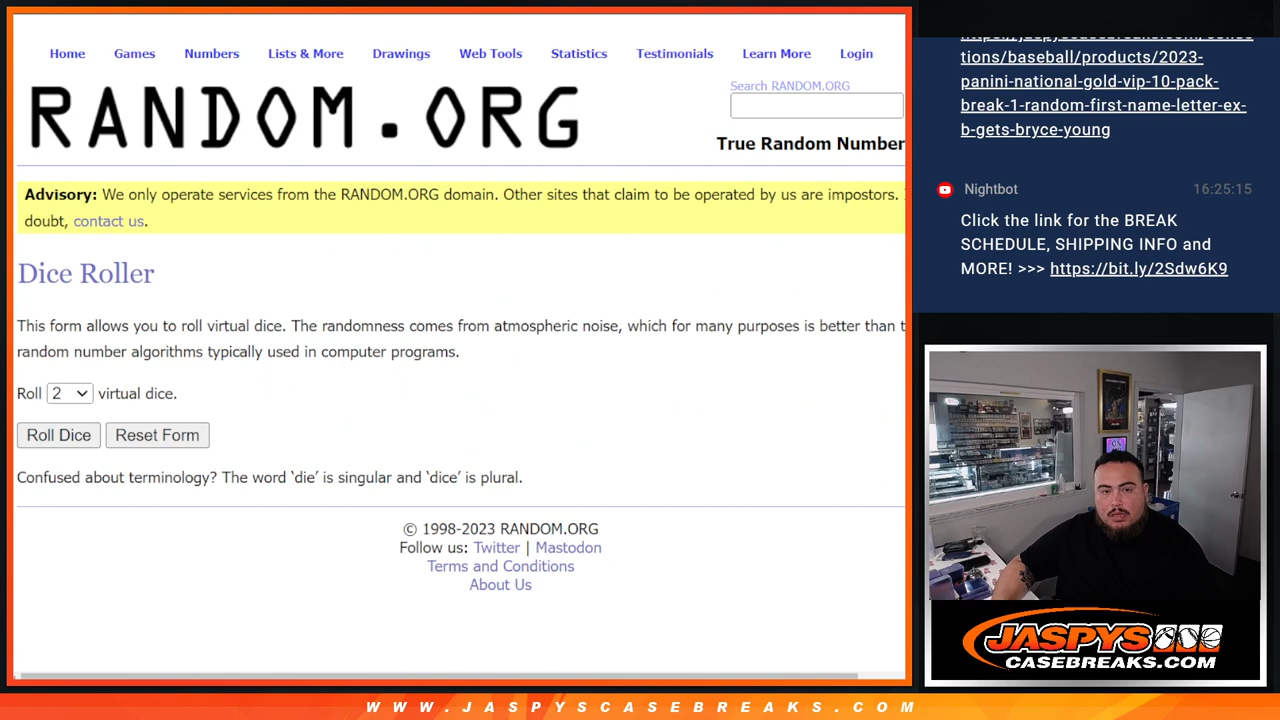 Home Games Numbers Lists & More Drawings Web Tools Statistics Testimonials Learn More Login
RANDOM.ORG
Search RANDOM.ORG
True Random Number
Advisory: We only operate services from the RANDOM.ORG domain. Other sites that claim to be operated by us are impostors.
doubt, contact us.
Dice Roller
This form allows you to roll virtual dice. The randomness comes from atmospheric noise, which for many purposes is better than t
random number algorithms typically used in computer programs.
Roll 2 virtual dice.
Roll Dice Reset Form
Confused about terminology? The word ‘die’ is singular and ‘dice’ is plural.
© 1998-2023 RANDOM.ORG
Follow us: Twitter | Mastodon
Terms and Conditions
About Us
tions/baseball/products/2023-
panini-national-gold-vip-10-pack-
break-1-random-first-name-letter-ex-
b-gets-bryce-young
Nightbot 16:25:15
Click the link for the BREAK
SCHEDULE, SHIPPING INFO and
MORE! >>> https://bit.ly/2Sdw6K9
JASPYS
CASEBREAKS.COM
WWW.JASPYSCASEBREAKS.COM